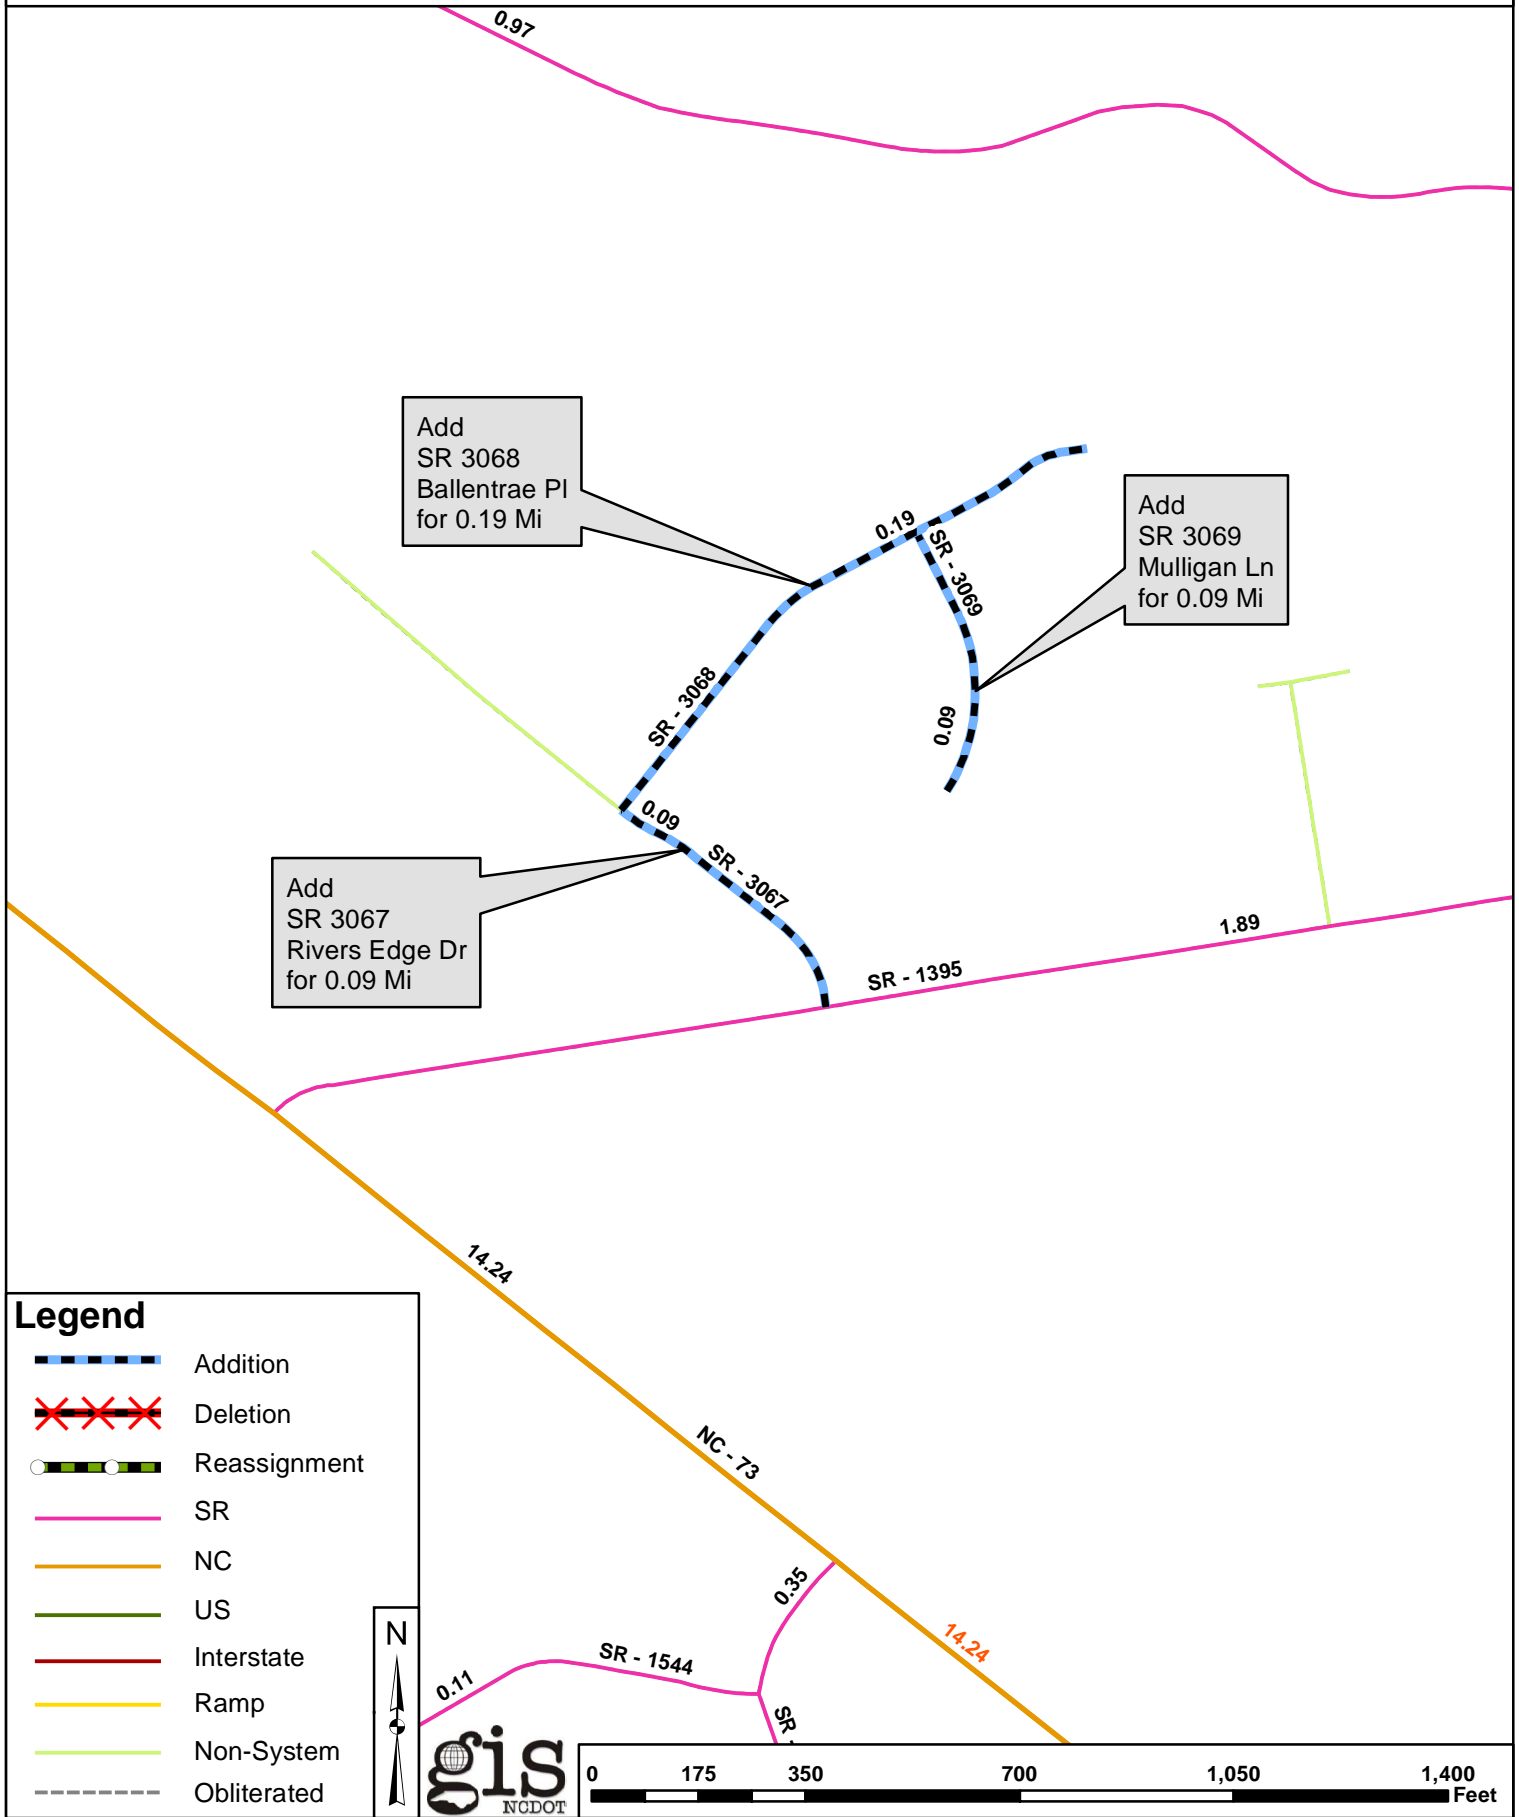 0.97
Add
SR 3068
Ballentrae Pl
for 0.19 Mi
Add
SR 3069
Mulligan Ln
for 0.09 Mi
0.19
SR - 3069
SR - 3068
0.09
0.09
SR - 3067
Add
SR 3067
Rivers Edge Dr
for 0.09 Mi
1.89
SR - 1395
14.24
NC - 73
0.35
14.24
SR - 1544
0.11
SR -
Legend
Addition
Deletion
Reassignment
SR
NC
US
Interstate
Ramp
Non-System
Obliterated
N
gis
NCDOT
0 175 350 700 1,050 1,400
Feet